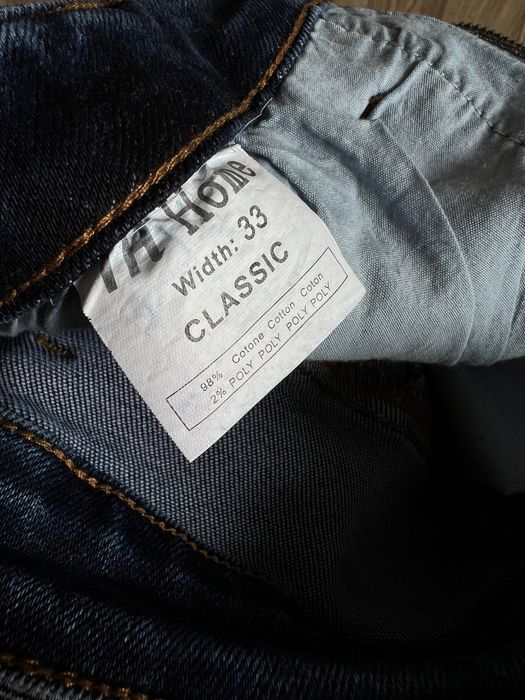 Home
Width: 33
CLASSIC
98% Cotone Cotton Coton
2% POLY POLY POLY POLY